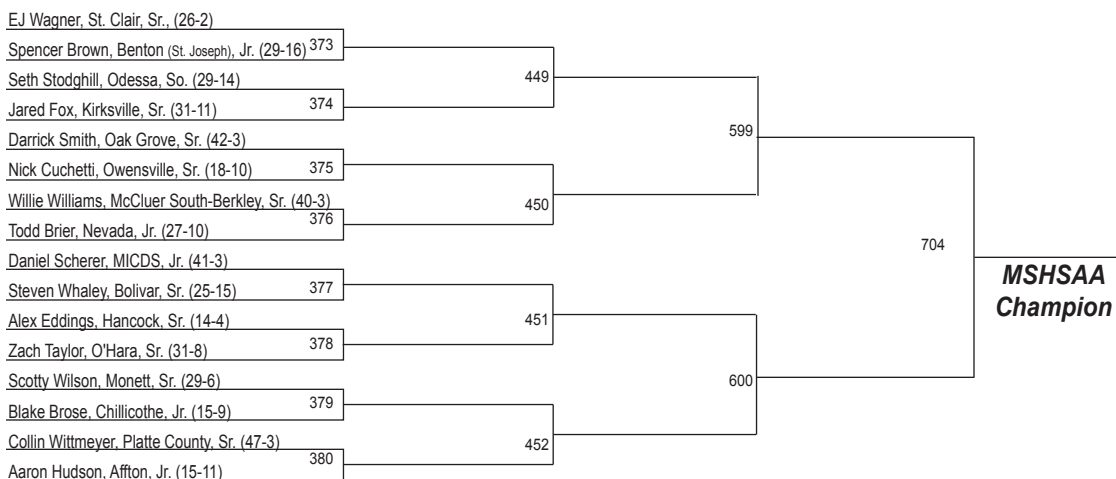 EJ Wagner, St. Clair, Sr., (26-2)
Spencer Brown, Benton (St. Joseph), Jr. (29-16) 373
Seth Stodghill, Odessa, So. (29-14)
449
Jared Fox, Kirksville, Sr. (31-11) 374
599
Darrick Smith, Oak Grove, Sr. (42-3)
Nick Cuchetti, Owensville, Sr. (18-10) 375
Willie Williams, McCluer South-Berkley, Sr. (40-3)
450
376
Todd Brier, Nevada, Jr. (27-10)
704
Daniel Scherer, MICDS, Jr. (41-3)
MSHSAA
Champion
Steven Whaley, Bolivar, Sr. (25-15) 377
Alex Eddings, Hancock, Sr. (14-4)
451
Zach Taylor, O'Hara, Sr. (31-8) 378
Scotty Wilson, Monett, Sr. (29-6)
600
Blake Brose, Chillicothe, Jr. (15-9) 379
Collin Wittmeyer, Platte County, Sr. (47-3)
452
380
Aaron Hudson, Affton, Jr. (15-11)